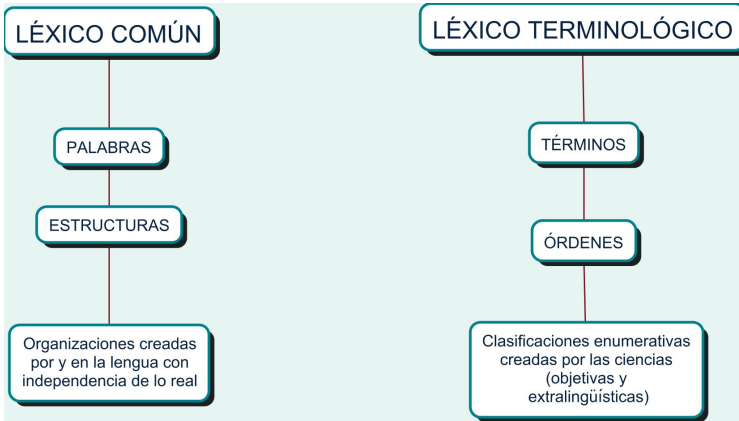 LÉXICO COMÚN
PALABRAS
ESTRUCTURAS
Organizaciones creadas
por y en la lengua con
independencia de lo real
LÉXICO TERMINOLÓGICO
TÉRMINOS
ÓRDENES
Clasificaciones enumerativas
creadas por las ciencias
(objetivas y
extralingüísticas)